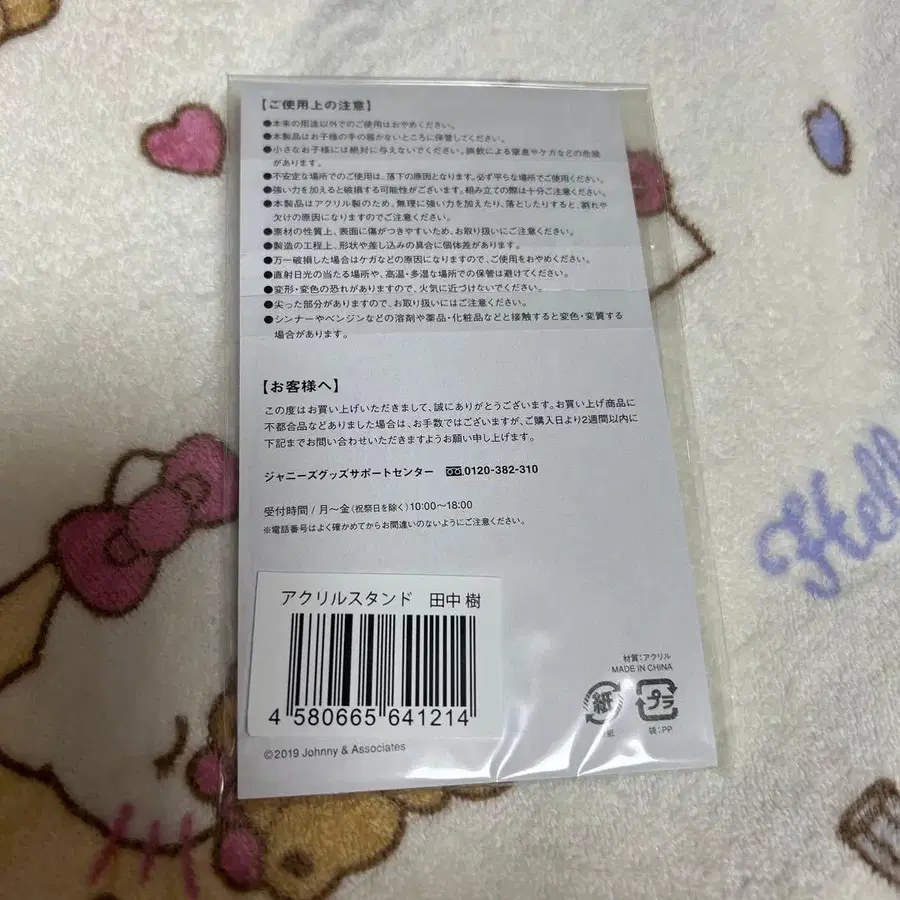 【ご使用上の注意】
●本来の用途以外でのご使用はおやめください。
●本製品はお子様の手の届かないところに保管してください。
●小さなお子様には絶対に与えないでください。誤飲による窒息やケガなどの危険
があります。
●不安定な場所でのご使用は、落下の原因となります。必ず平らな場所でご使用ください。
●強い力を加えると破損する可能性がございます。組み立ての際は十分ご注意ください。
●本製品はアクリル製のため、無理に強い力を加えたり、落としたりすると、割れや
欠けの原因になりますのでご注意ください。
●素材の性質上、表面に傷がつきやすいため、お取り扱いにご注意ください。
●製造の工程上、形状や差し込みの具合に個体差があります。
●万一破損した場合はケガなどの原因になりますので、ご使用をおやめください。
●直射日光の当たる場所や、高温・多湿な場所での保管は避けてください。
●変形・変色の恐れがありますので、火気に近づけないでください。
●尖った部分がありますので、お取り扱いにはご注意ください。
●シンナーやベンジンなどの溶剤や薬品・化粧品などと接触すると変色・変質する
場合があります。
【お客様へ】
この度はお買い上げいただきまして、誠にありがとうございます。お買い上げ商品に
不都合品などありました場合は、お手数ではございますが、ご購入日より2週間以内に
下記までお問い合わせいただきますようお願い申し上げます。
ジャニーズグッズサポートセンター 0120-382-310
受付時間 / 月〜金(祝祭日を除く)10:00〜18:00
※電話番号はよく確かめてからお間違いのないようにご注意ください。
アクリルスタンド 田中 樹
4 580665 641214
©2019 Johnny & Associates
材質：アクリル
MADE IN CHINA
紙
プラ
紙
袋：PP
Hello